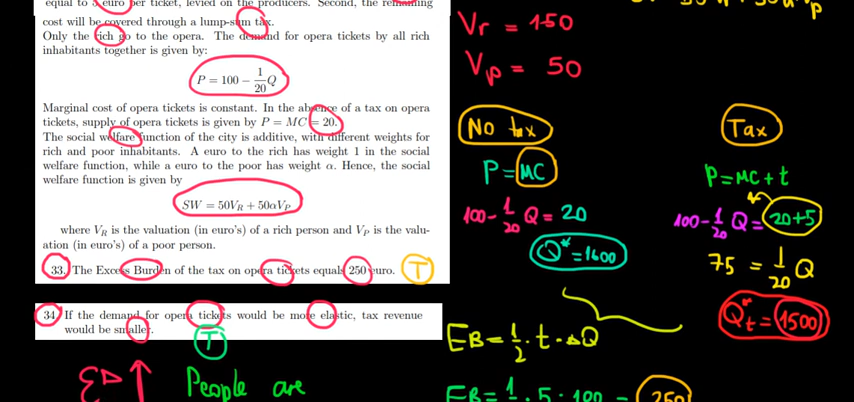 equal to 5 euro per ticket, levied on the producers. Second, the remaining
cost will be covered through a lump-sum tax.
Only the rich go to the opera. The demand for opera tickets by all rich
inhabitants together is given by:
P = 100 − 1/20 Q
Marginal cost of opera tickets is constant. In the absence of a tax on opera
tickets, supply of opera tickets is given by P = MC = 20.
The social welfare function of the city is additive, with different weights for
rich and poor inhabitants. A euro to the rich has weight 1 in the social
welfare function, while a euro to the poor has weight α. Hence, the social
welfare function is given by
SW = 50V_R + 50αV_P
where V_R is the valuation (in euro's) of a rich person and V_P is the valu-
ation (in euro's) of a poor person.
33. The Excess Burden of the tax on opera tickets equals 250 euro. T
34. If the demand for opera tickets would be more elastic, tax revenue
would be smaller.
T
ε_D ↑ People are
Vr = 150
Vp = 50
No tax
P = MC
100 - 1/20 Q = 20
Q* = 1600
Tax
P = MC + t
100 - 1/20 Q = 20+5
75 = 1/20 Q
Q*_t = 1500
EB = 1/2 · t · ΔQ
EB = 1/ · 5 · 100 = 250